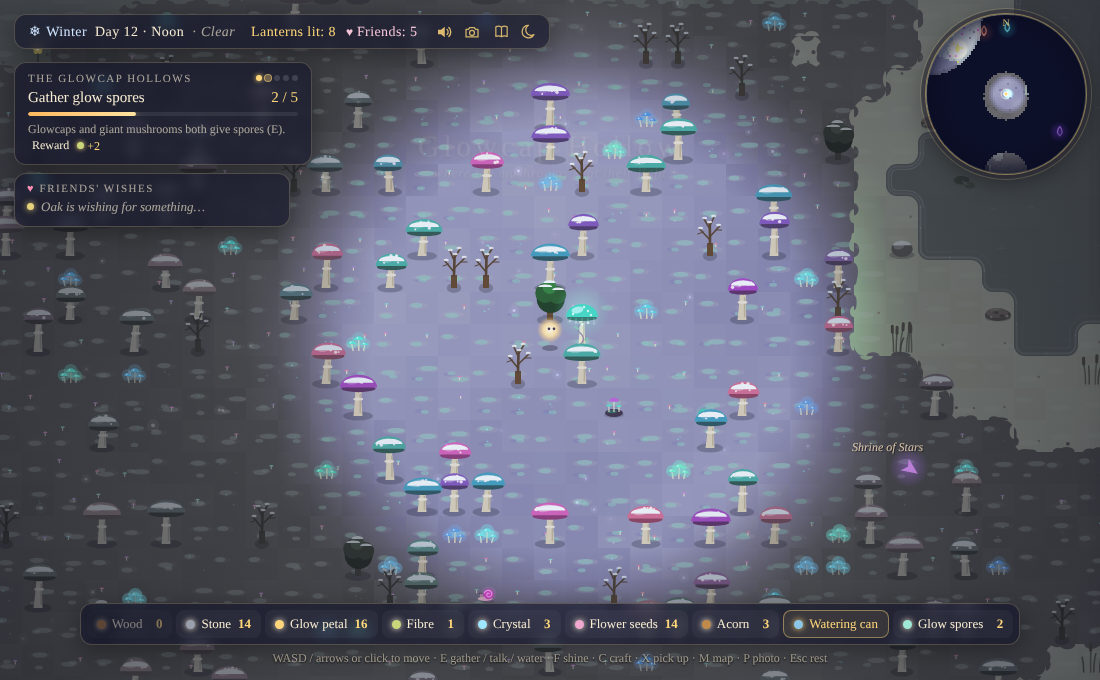 Winter Day 12 · Noon · Clear Lanterns lit: 8 ♥ Friends: 5
THE GLOWCAP HOLLOWS
Gather glow spores 2 / 5
Glowcaps and giant mushrooms both give spores (E).
Reward +2
♥ FRIENDS' WISHES
Oak is wishing for something…
N
Shrine of Stars
Wood 0 Stone 14 Glow petal 16 Fibre 1 Crystal 3 Flower seeds 14 Acorn 3 Watering can Glow spores 2
WASD / arrows or click to move · E gather / talk / water · F shine · C craft · X pick up · M map · P photo · Esc rest